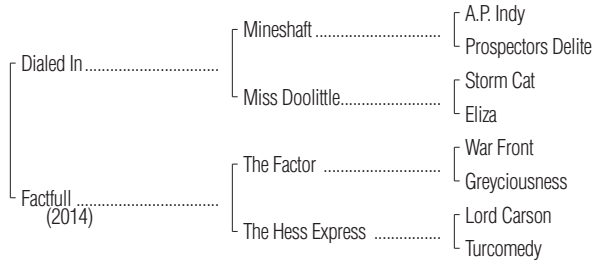 A.P. Indy
Mineshaft
Prospectors Delite
Dialed In
Storm Cat
Miss Doolittle
Eliza
War Front
The Factor
Greyciousness
Factfull
(2014)
Lord Carson
The Hess Express
Turcomedy